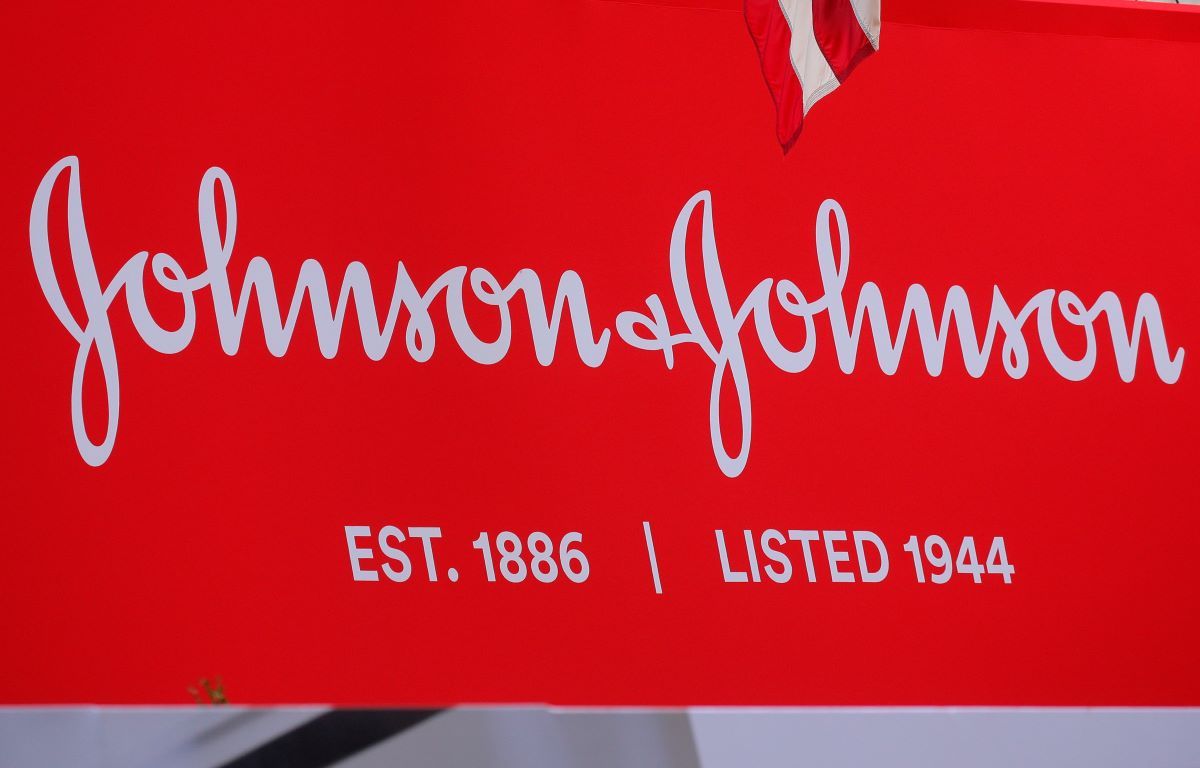 Johnson & Johnson
EST. 1886 | LISTED 1944